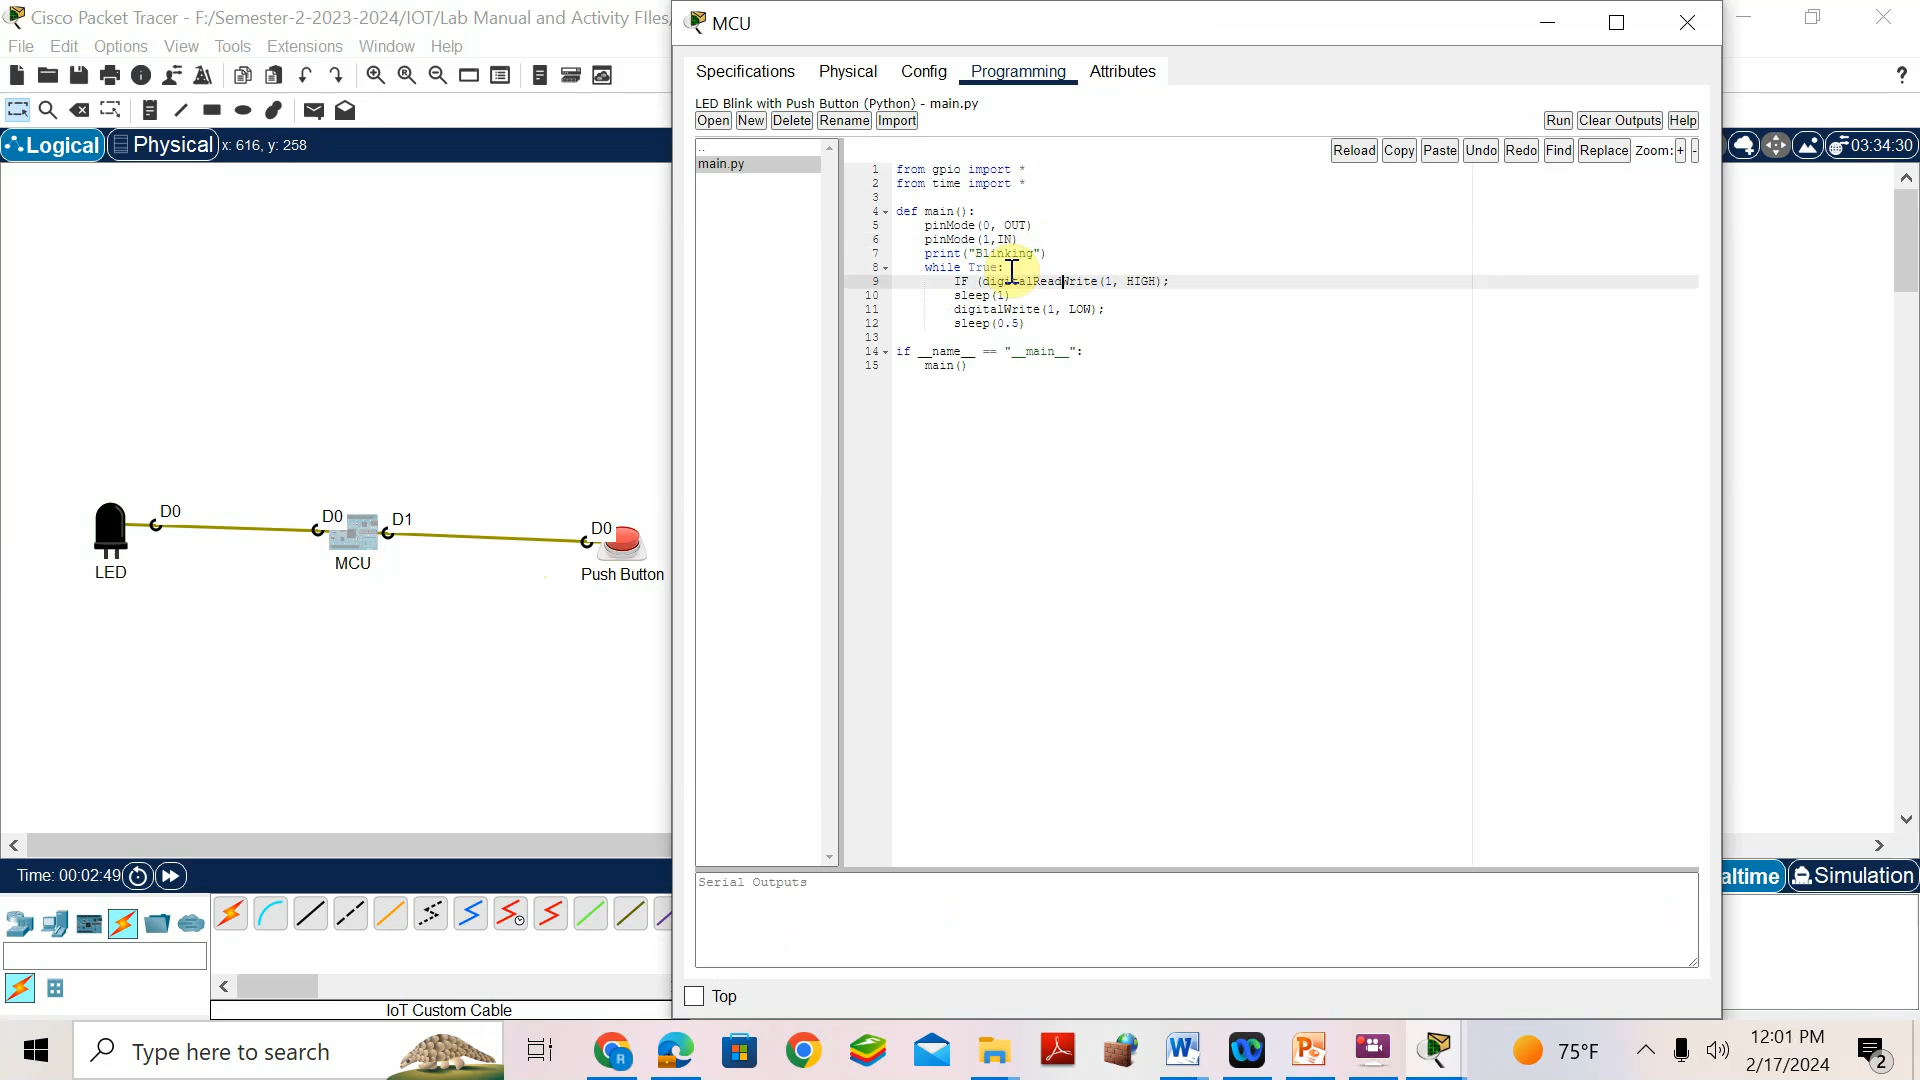 Cisco Packet Tracer - F:/Semester-2-2023-2024/IOT/Lab Manual and Activity FIles/
MCU
File Edit Options View Tools Extensions Window Help
Specifications Physical Config Programming Attributes
?
LED Blink with Push Button (Python) - main.py
Open New Delete Rename Import
Run Clear Outputs Help
Logical Physical x: 616, y: 258
03:34:30
..
main.py
Reload Copy Paste Undo Redo Find Replace Zoom: + -
1 from gpio import *
2 from time import *
3
4 def main():
5 pinMode(0, OUT)
6 pinMode(1,IN)
7 print("Blinking")
8 while True:
9 IF (digitalReadWrite(1, HIGH);
10 sleep(1)
11 digitalWrite(1, LOW);
12 sleep(0.5)
13
14 if __name__ == "__main__":
15 main()
D0 D0 D1 D0
LED MCU Push Button
Time: 00:02:49
altime Simulation
Serial Outputs
Top
IoT Custom Cable
Type here to search
75°F
12:01 PM
2/17/2024
2